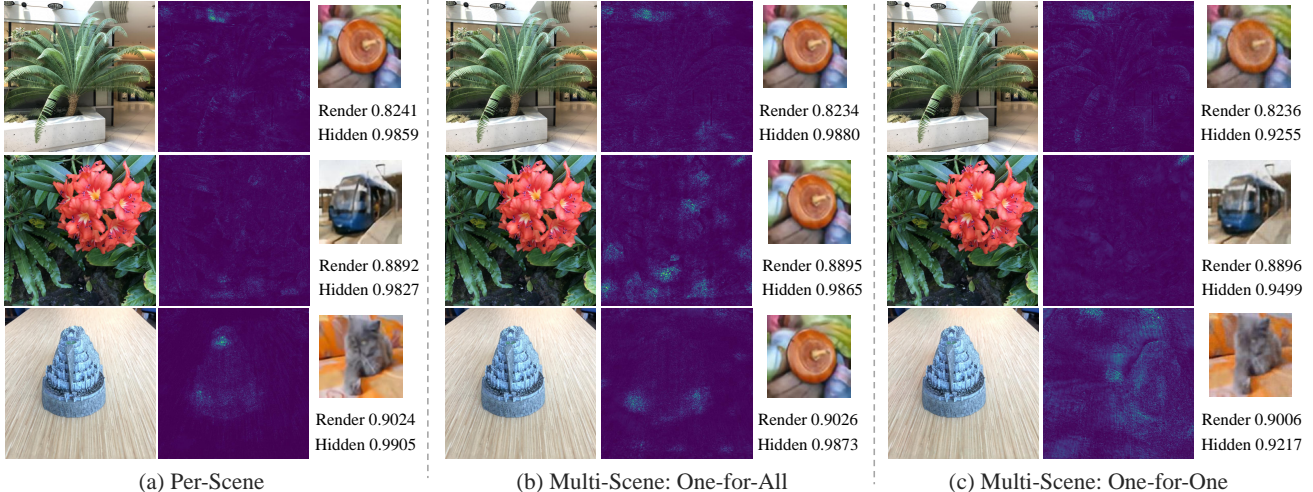 Render 0.8241
Hidden 0.9859
Render 0.8234
Hidden 0.9880
Render 0.8236
Hidden 0.9255
Render 0.8892
Hidden 0.9827
Render 0.8895
Hidden 0.9865
Render 0.8896
Hidden 0.9499
Render 0.9024
Hidden 0.9905
Render 0.9026
Hidden 0.9873
Render 0.9006
Hidden 0.9217
(a) Per-Scene
(b) Multi-Scene: One-for-All
(c) Multi-Scene: One-for-One